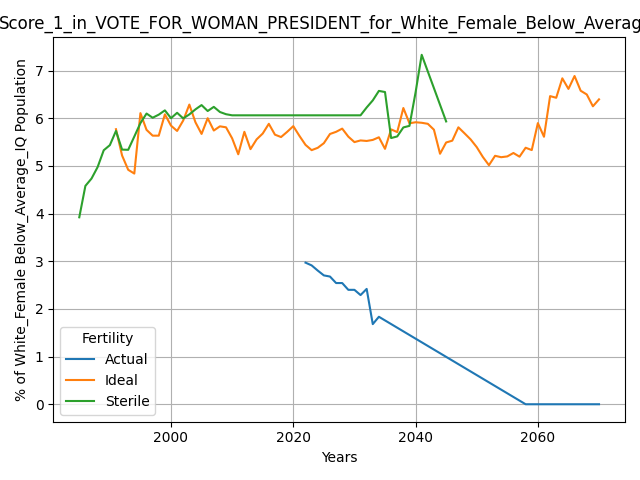 Score_1_in_VOTE_FOR_WOMAN_PRESIDENT_for_White_Female_Below_Averag
% of White_Female Below_Average_IQ Population
7
6
5
4
3
2
1
0
Fertility
Actual
Ideal
Sterile
2000 2020 2040 2060
Years